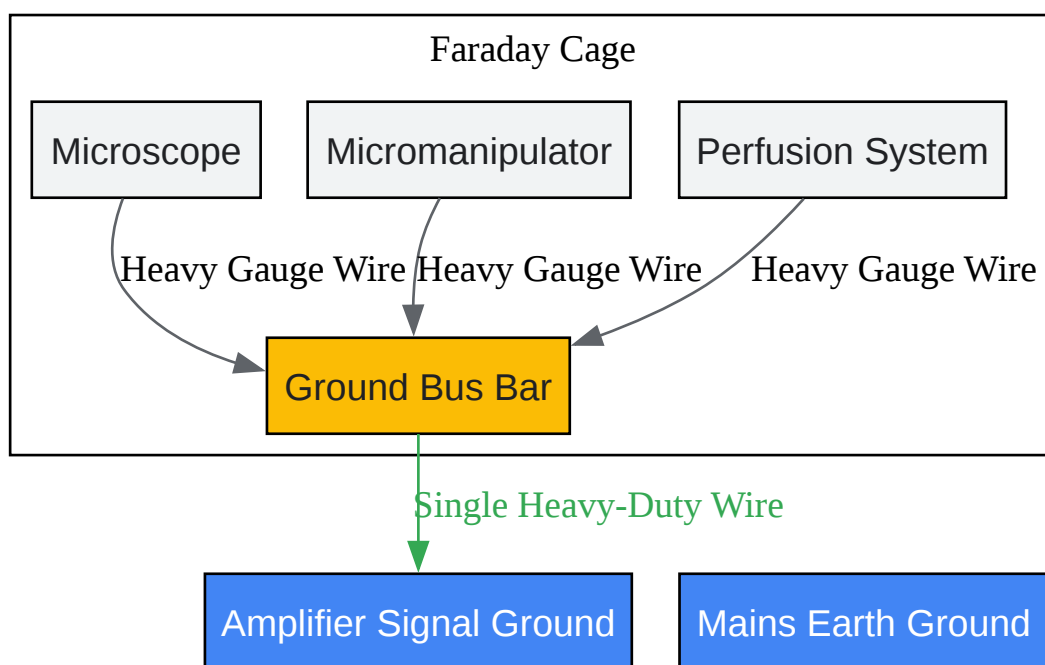 Faraday Cage
Microscope
Micromanipulator
Perfusion System
Heavy Gauge Wire
Heavy Gauge Wire
Heavy Gauge Wire
Ground Bus Bar
Single Heavy-Duty Wire
Amplifier Signal Ground
Mains Earth Ground